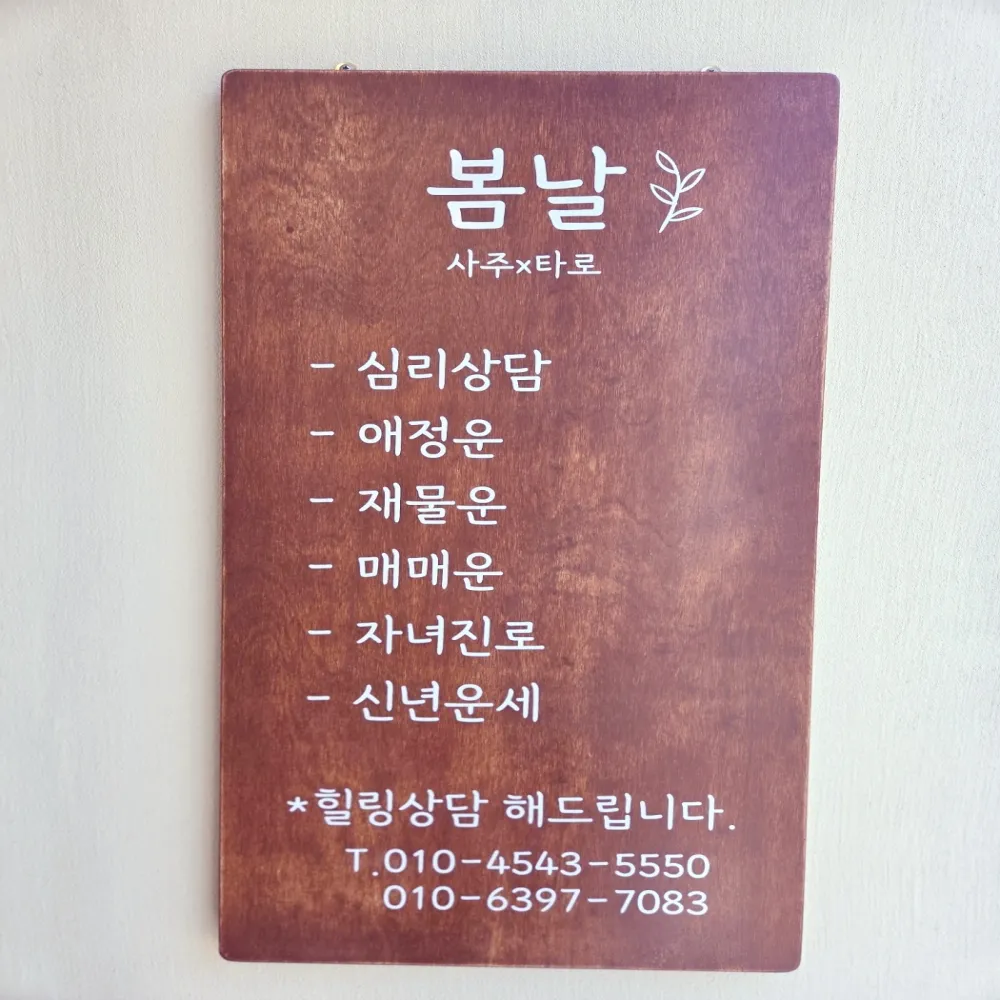 봄날
사주x타로
- 심리상담
- 애정운
- 재물운
- 매매운
- 자녀진로
- 신년운세
*힐링상담 해드립니다.
T.010-4543-5550
010-6397-7083